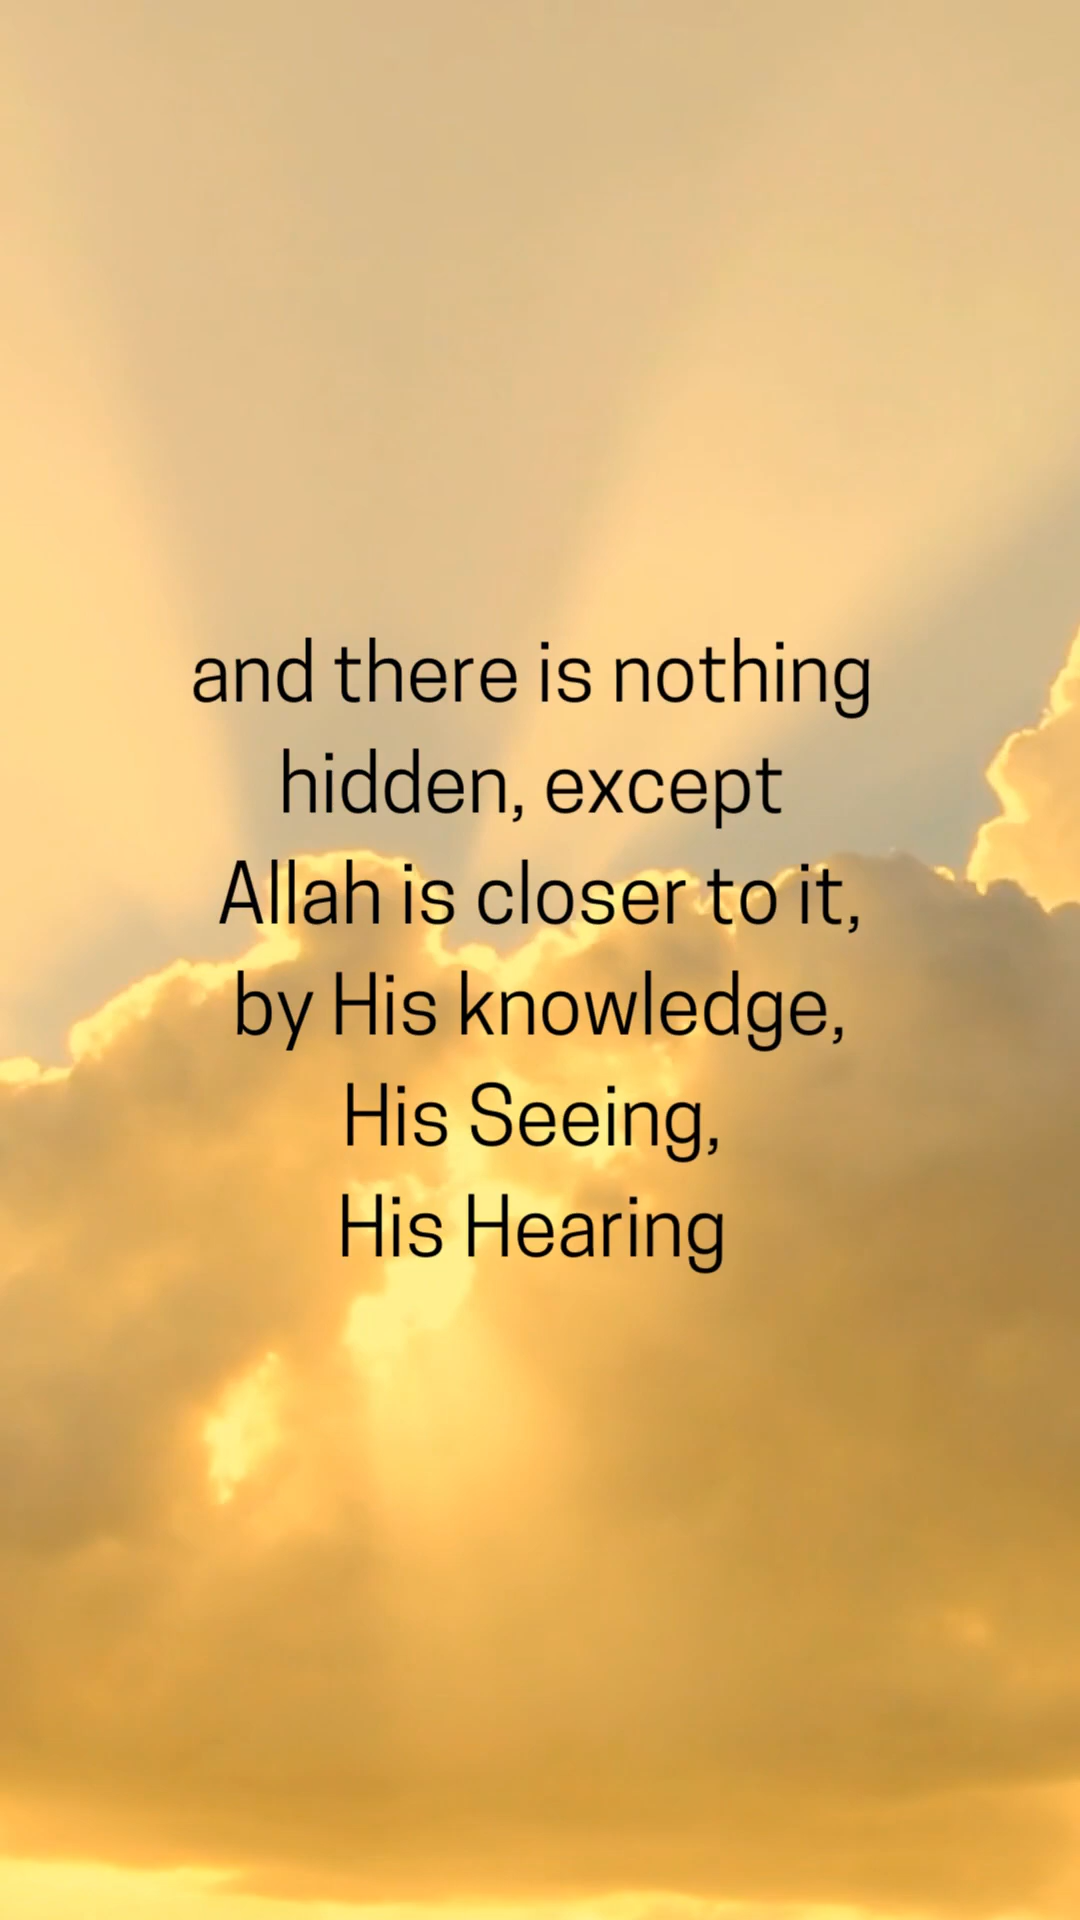 and there is nothing
hidden, except
Allah is closer to it,
by His knowledge,
His Seeing,
His Hearing